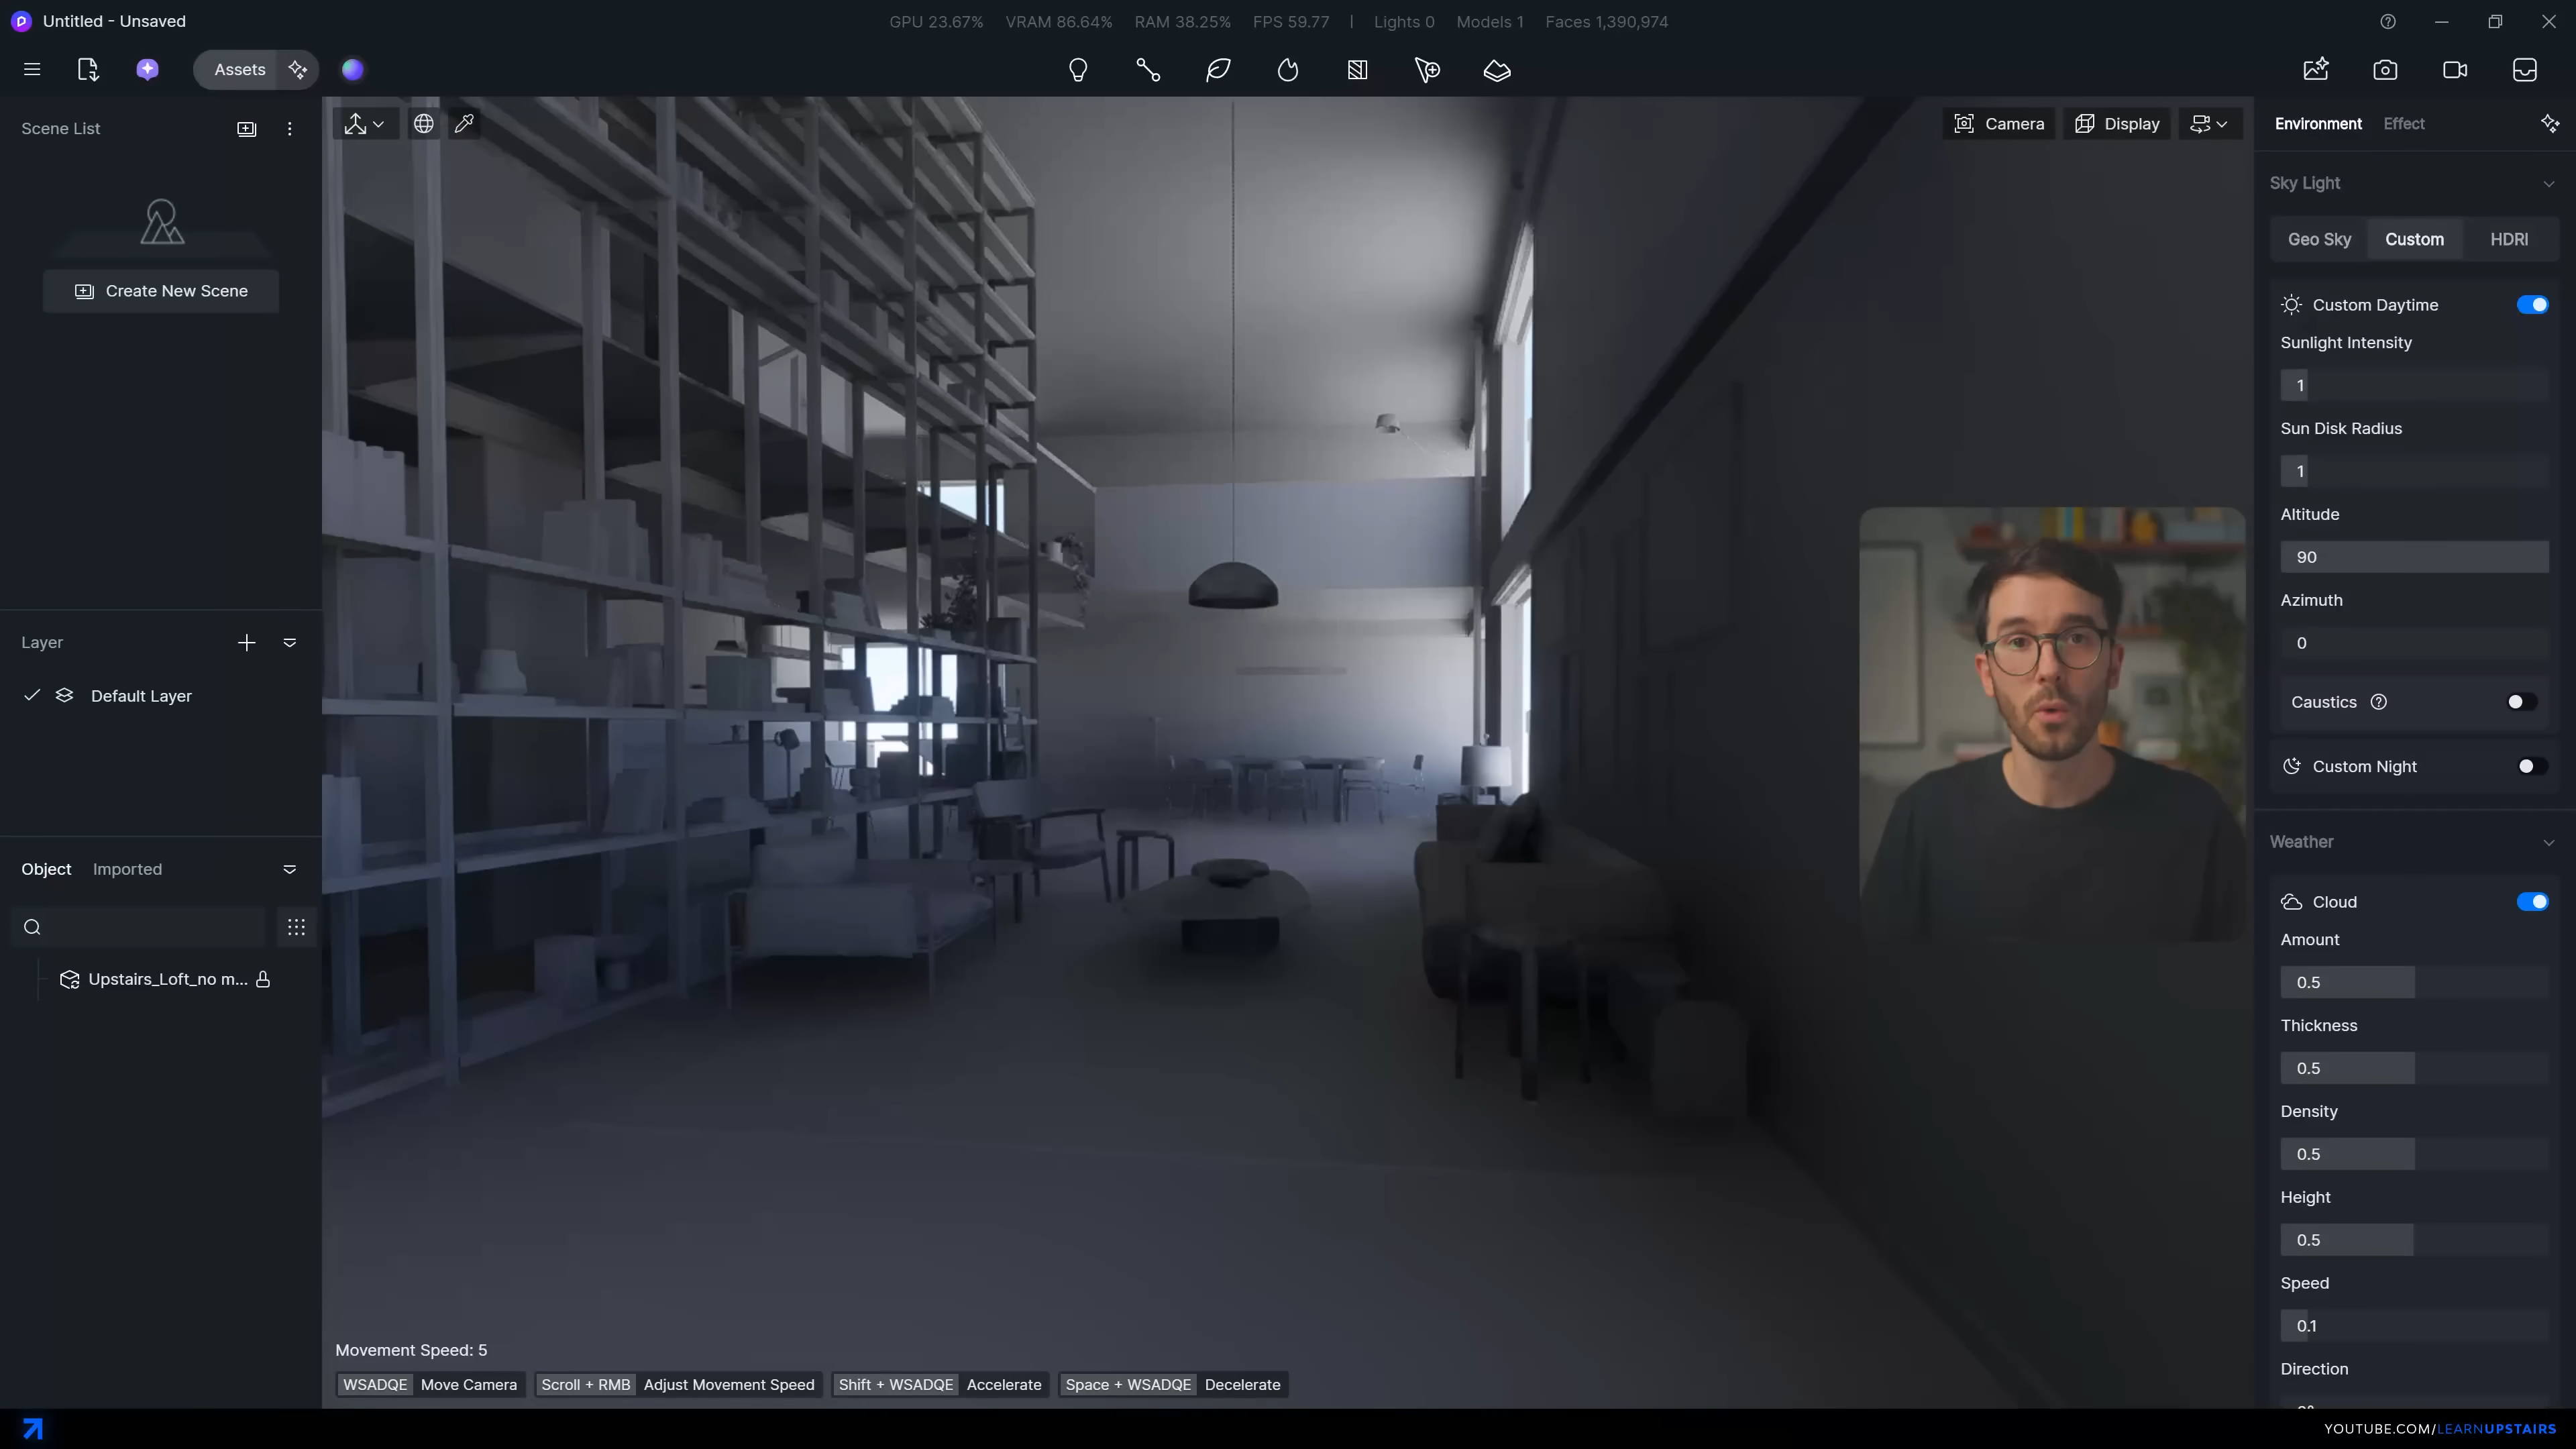 Untitled - Unsaved
GPU 23.67% VRAM 86.64% RAM 38.25% FPS 59.77 | Lights 0 Models 1 Faces 1,390,974
Assets
Scene List
Create New Scene
Layer
Default Layer
Object Imported
Upstairs_Loft_no m...
Camera
Display
Movement Speed: 5
WSADQE Move Camera Scroll + RMB Adjust Movement Speed Shift + WSADQE Accelerate Space + WSADQE Decelerate
Environment Effect
Sky Light
Geo Sky Custom HDRI
Custom Daytime
Sunlight Intensity
1
Sun Disk Radius
1
Altitude
90
Azimuth
0
Caustics
Custom Night
Weather
Cloud
Amount
0.5
Thickness
0.5
Density
0.5
Height
0.5
Speed
0.1
Direction
YOUTUBE.COM/LEARNUPSTAIRS